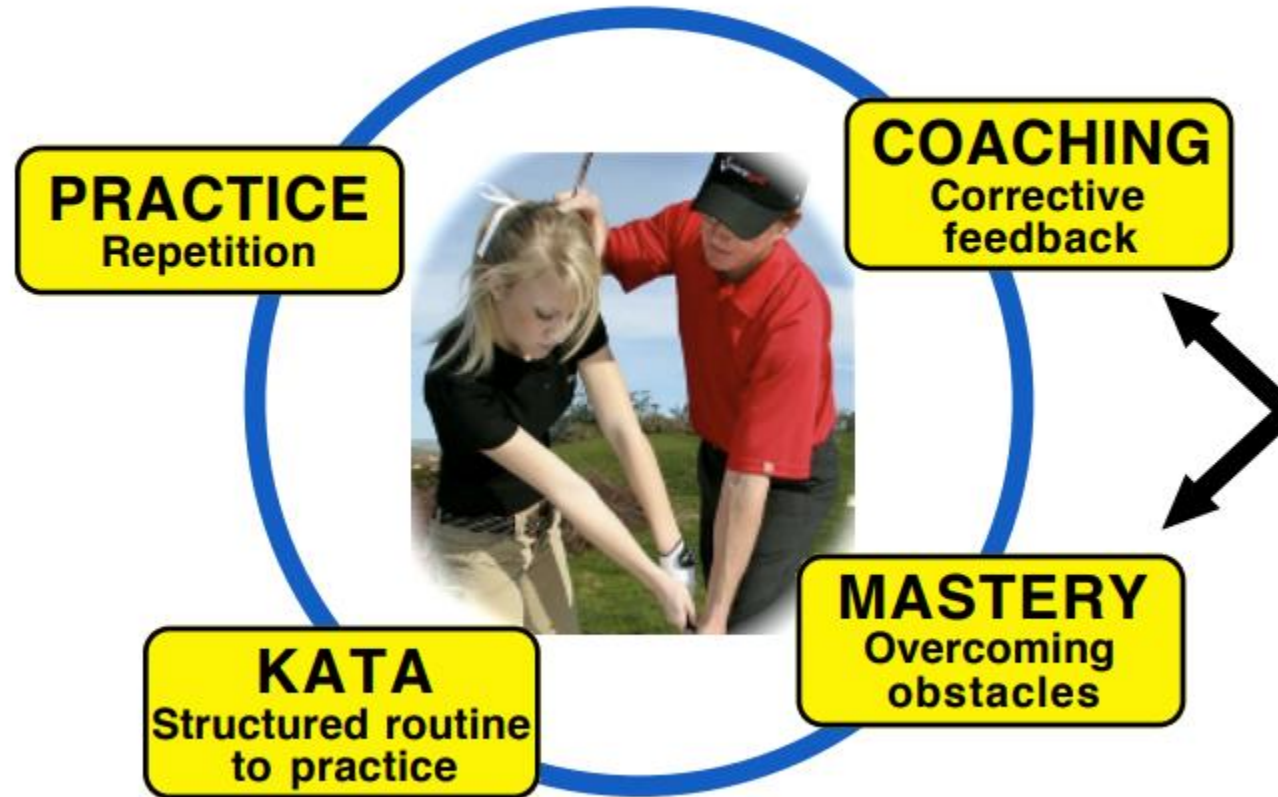 PRACTICE
Repetition
COACHING
Corrective
feedback
KATA
Structured routine
to practice
MASTERY
Overcoming
obstacles